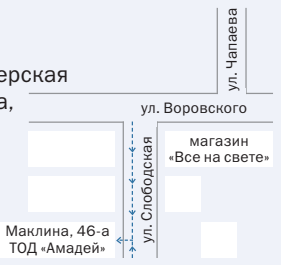 ерская
а,
ул. Чапаева
ул. Воровского
ул. Слободская
магазин
«Все на свете»
Маклина, 46-а
ТОД «Амадей»